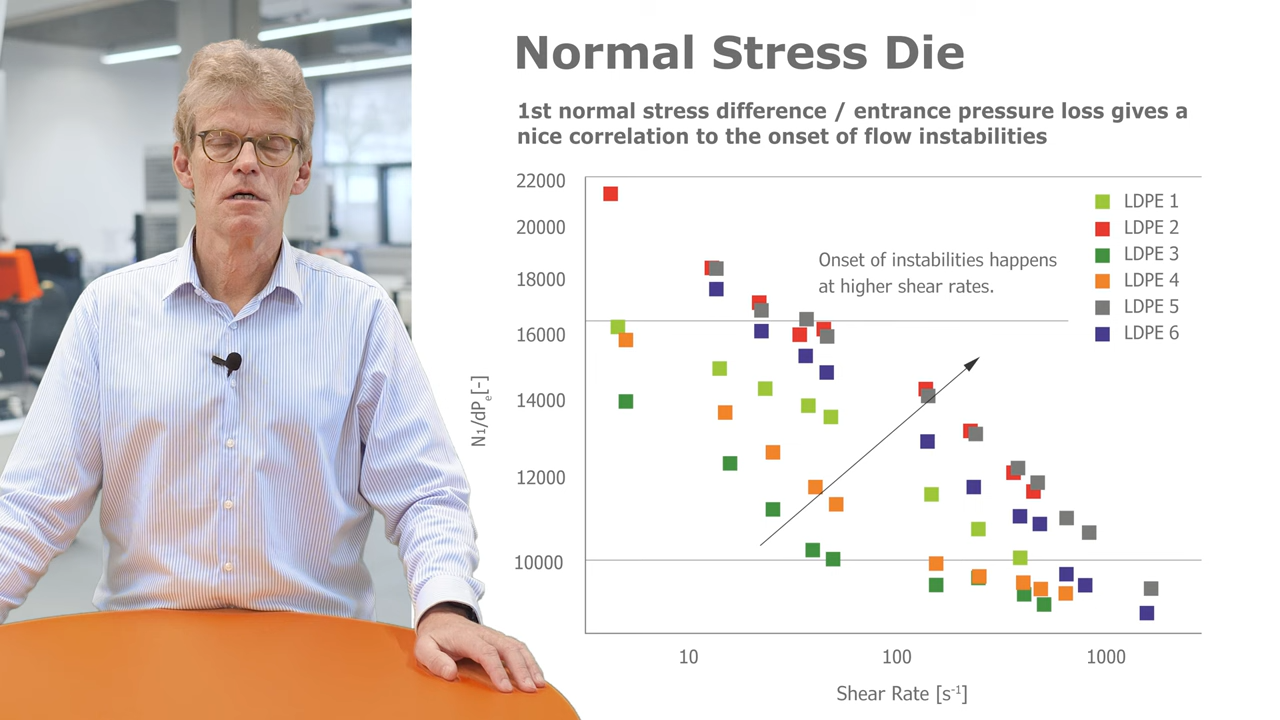 Normal Stress Die
1st normal stress difference / entrance pressure loss gives a
nice correlation to the onset of flow instabilities
22000
20000
18000
16000
14000
12000
10000
N₁/dPₑ[-]
LDPE 1
LDPE 2
LDPE 3
LDPE 4
LDPE 5
LDPE 6
Onset of instabilities happens
at higher shear rates.
10
100
1000
Shear Rate [s⁻¹]